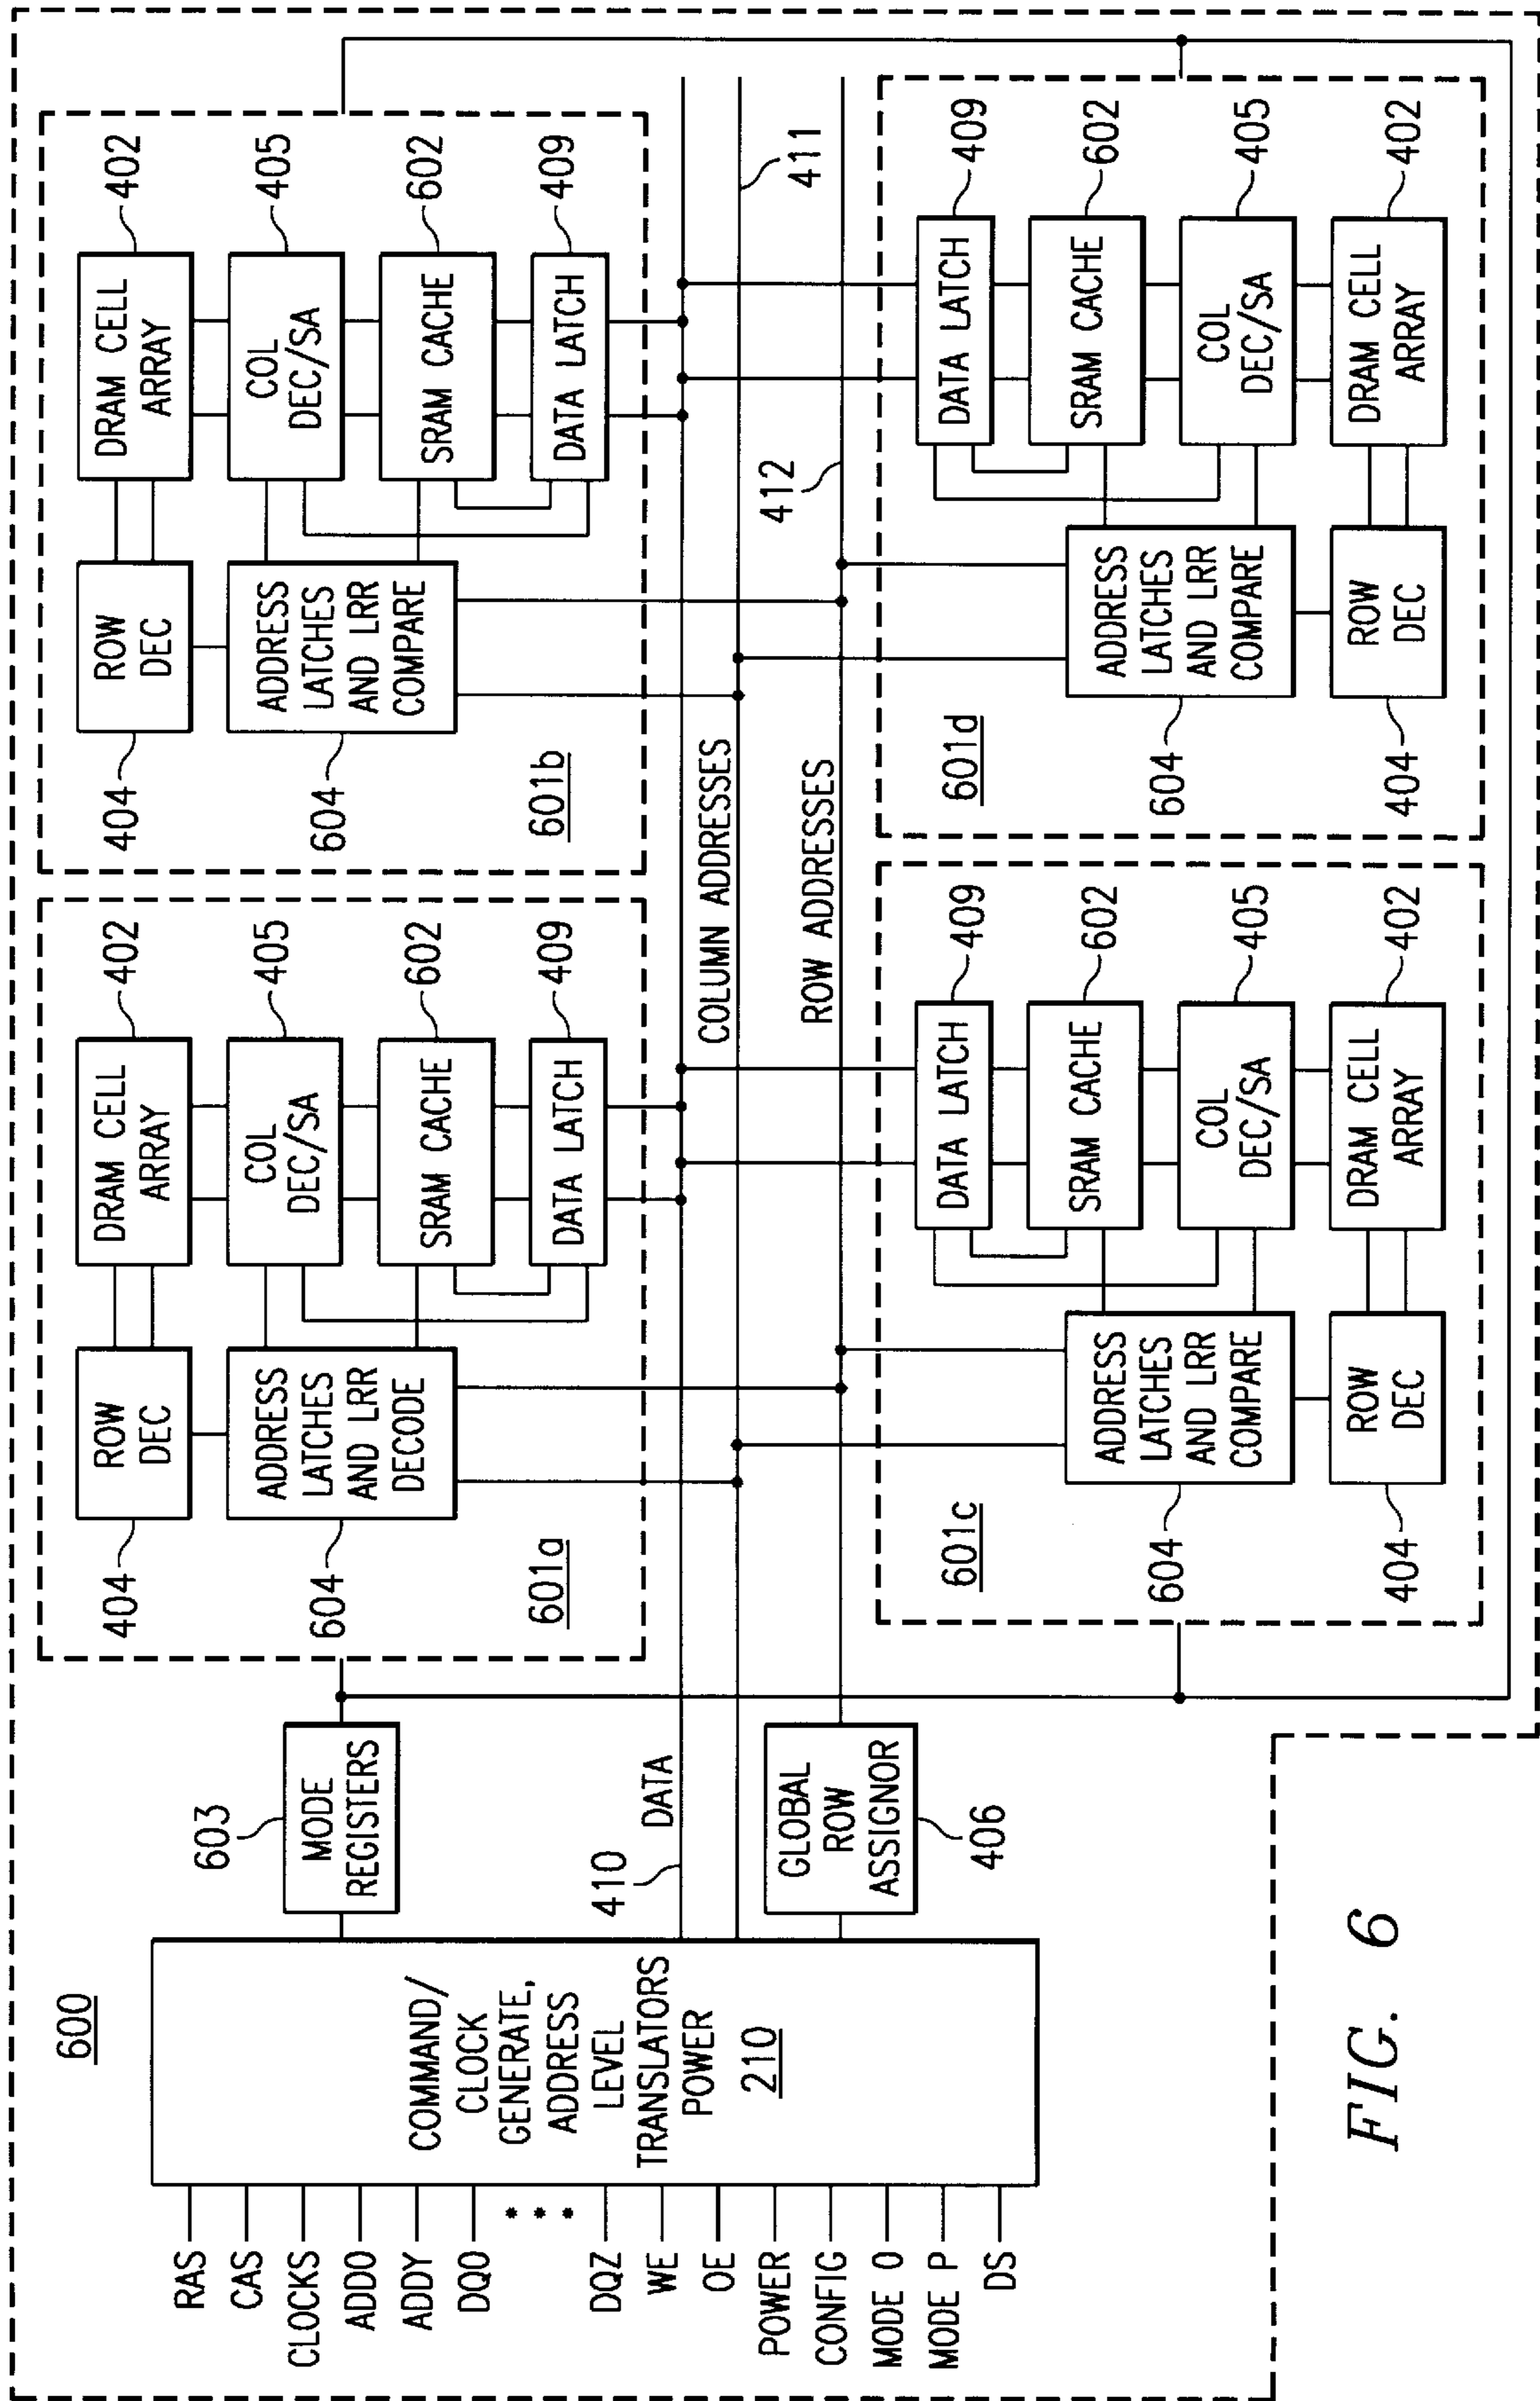 600
RAS
CAS
CLOCKS
ADD0
ADDY
DQ0
DQZ
WE
OE
POWER
CONFIG
MODE 0
MODE P
DS
COMMAND/
CLOCK
GENERATE,
ADDRESS
LEVEL
TRANSLATORS
POWER
210
603
MODE
REGISTERS
410
DATA
GLOBAL
ROW
ASSIGNOR
406
404
ROW
DEC
DRAM CELL
ARRAY
402
604
ADDRESS
LATCHES
AND LRR
DECODE
COL
DEC/SA
405
SRAM CACHE
602
DATA LATCH
409
601a
404
ROW
DEC
DRAM CELL
ARRAY
402
604
ADDRESS
LATCHES
AND LRR
COMPARE
COL
DEC/SA
405
SRAM CACHE
602
DATA LATCH
409
601b
COLUMN ADDRESSES
411
ROW ADDRESSES
412
601c
DATA LATCH
409
SRAM CACHE
602
604
ADDRESS
LATCHES
AND LRR
COMPARE
COL
DEC/SA
405
404
ROW
DEC
DRAM CELL
ARRAY
402
601d
DATA LATCH
409
SRAM CACHE
602
604
ADDRESS
LATCHES
AND LRR
COMPARE
COL
DEC/SA
405
404
ROW
DEC
DRAM CELL
ARRAY
402
FIG. 6